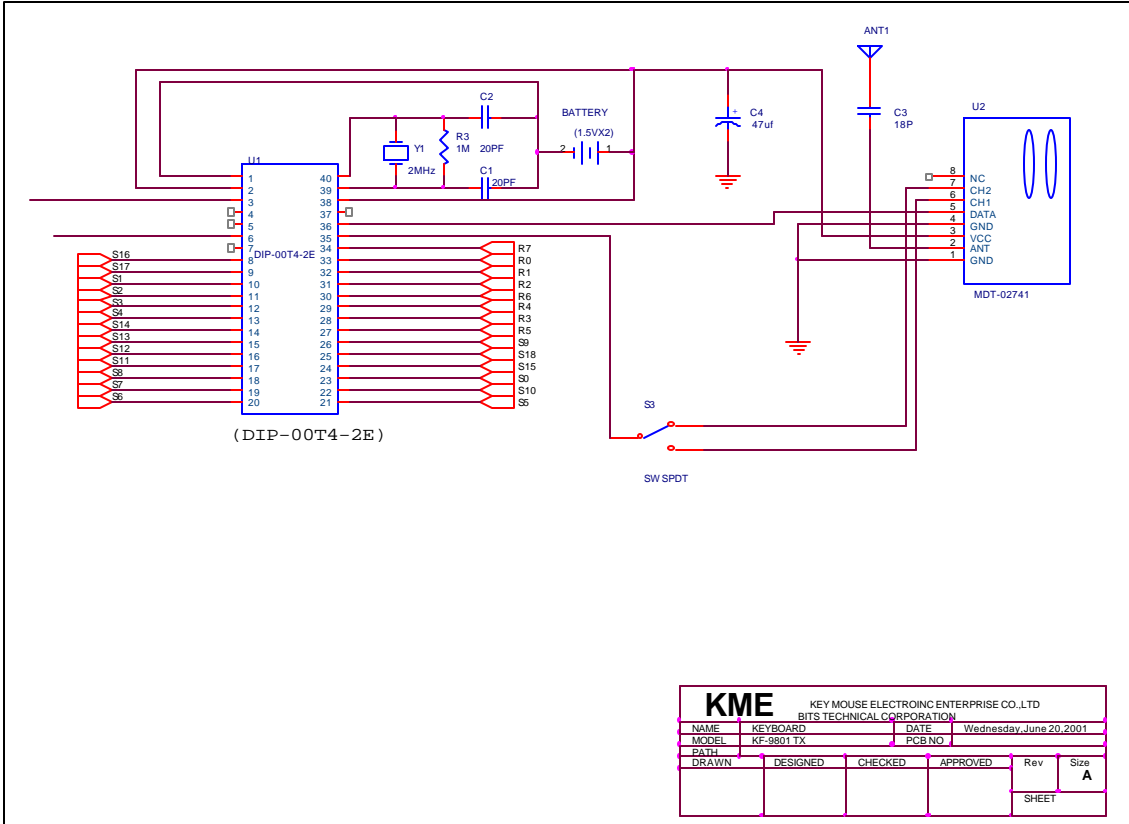 ANT1
C2
BATTERY
(1.5VX2)
2 1
R3
1M
20PF
Y1
2MHz
C1
20PF
+
C4
47uf
C3
18P
U2
8 NC
7 CH2
6 CH1
5 DATA
4 GND
3 VCC
2 ANT
1 GND
MDT-02741
U1
1 40
2 39
3 38
4 37
5 36
6 35
7 34 R7
DIP-00T4-2E
S16 8 33 R0
S17 9 32 R1
S1 10 31 R2
S2 11 30 R6
S3 12 29 R4
S4 13 28 R3
S14 14 27 R5
S13 15 26 S9
S12 16 25 S18
S11 17 24 S15
S8 18 23 S0
S7 19 22 S10
S6 20 21 S5
(DIP-00T4-2E)
S3
SW SPDT
KME
KEY MOUSE ELECTROINC ENTERPRISE CO.,LTD
BITS TECHNICAL CORPORATION
NAME KEYBOARD DATE Wednesday,June 20,2001
MODEL KF-9801 TX PCB NO
PATH
DRAWN DESIGNED CHECKED APPROVED Rev Size
A
SHEET